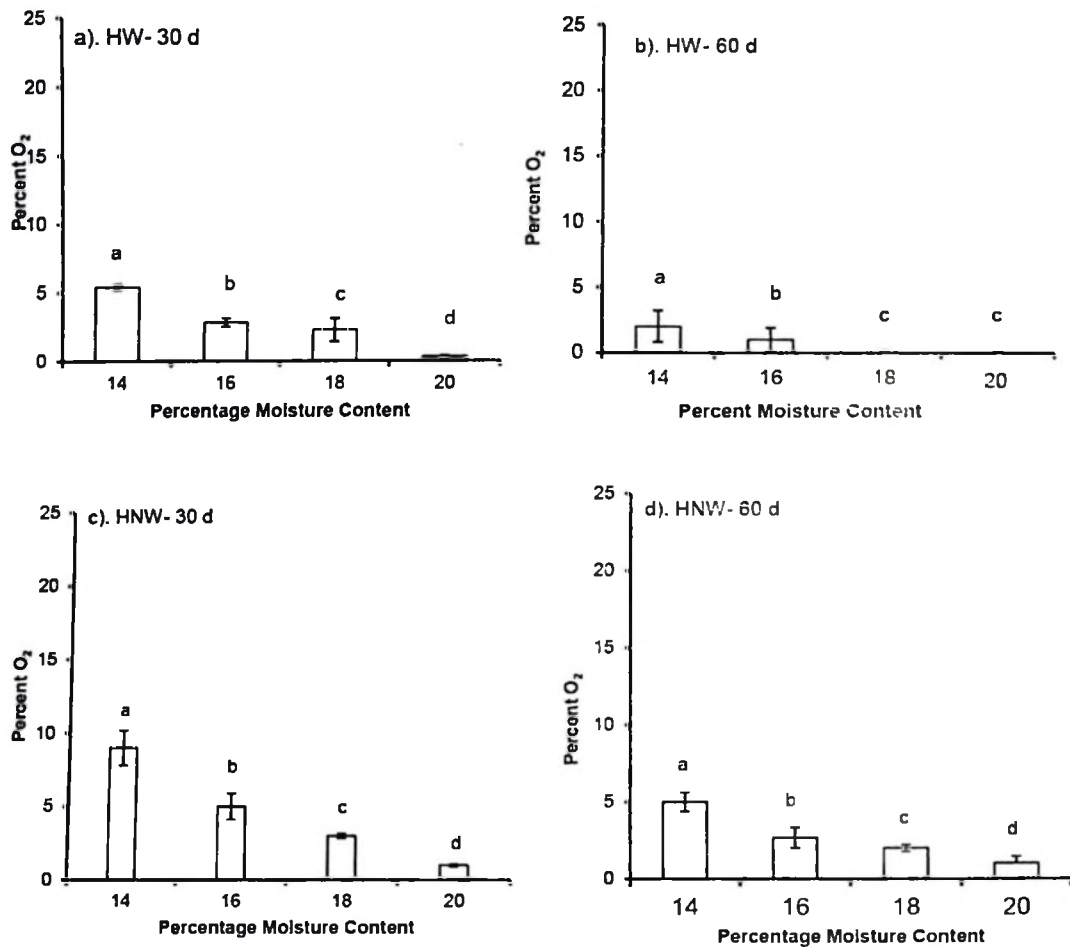 a). HW- 30 d
25
20
15
10
5
0
Percent O2
a
b
c
d
14 16 18 20
Percentage Moisture Content
b). HW- 60 d
25
20
15
10
5
0
Percent O2
a
b
c
c
14 16 18 20
Percent Moisture Content
c). HNW- 30 d
25
20
15
10
5
0
Percent O2
a
b
c
d
14 16 18 20
Percentage Moisture Content
d). HNW- 60 d
25
20
15
10
5
0
Percent O2
a
b
c
d
14 16 18 20
Percentage Moisture Content